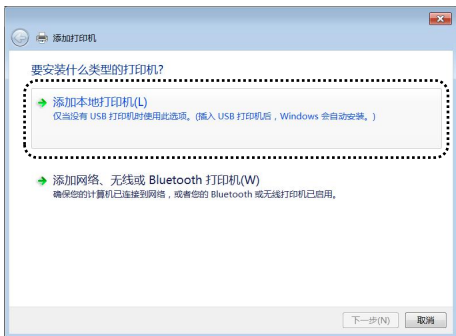 添加打印机
要安装什么类型的打印机?
添加本地打印机(L)
仅当没有 USB 打印机时使用此选项。(插入 USB 打印机后，Windows 会自动安装。)
添加网络、无线或 Bluetooth 打印机(W)
确保您的计算机已连接到网络，或者您的 Bluetooth 或无线打印机已启用。
下一步(N) 取消